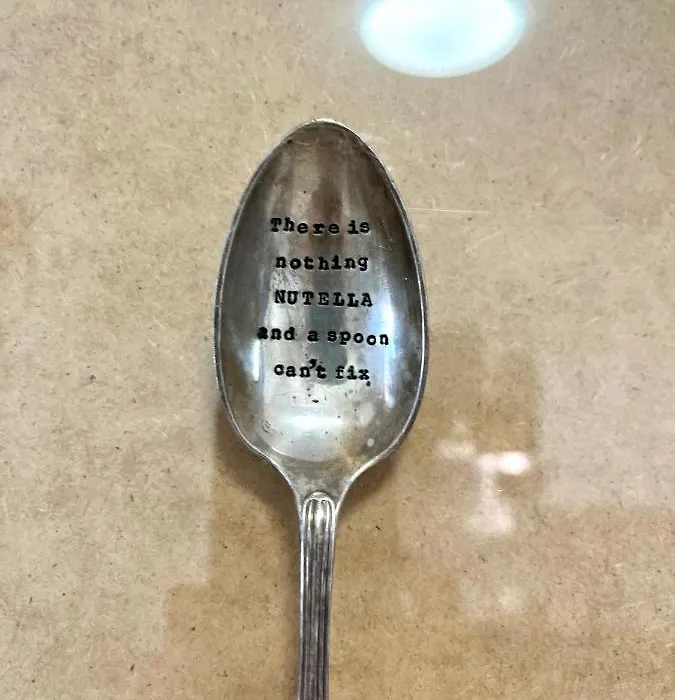 There is
nothing
NUTELLA
and a spoon
can't fix